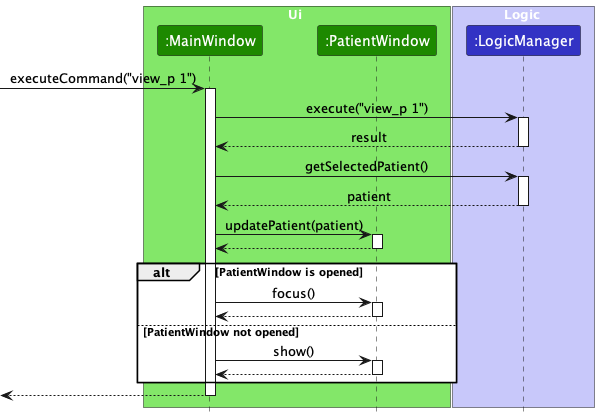 Ui
Logic
:MainWindow
:PatientWindow
:LogicManager
executeCommand("view_p 1")
execute("view_p 1")
result
getSelectedPatient()
patient
updatePatient(patient)
alt
[PatientWindow is opened]
focus()
[PatientWindow not opened]
show()